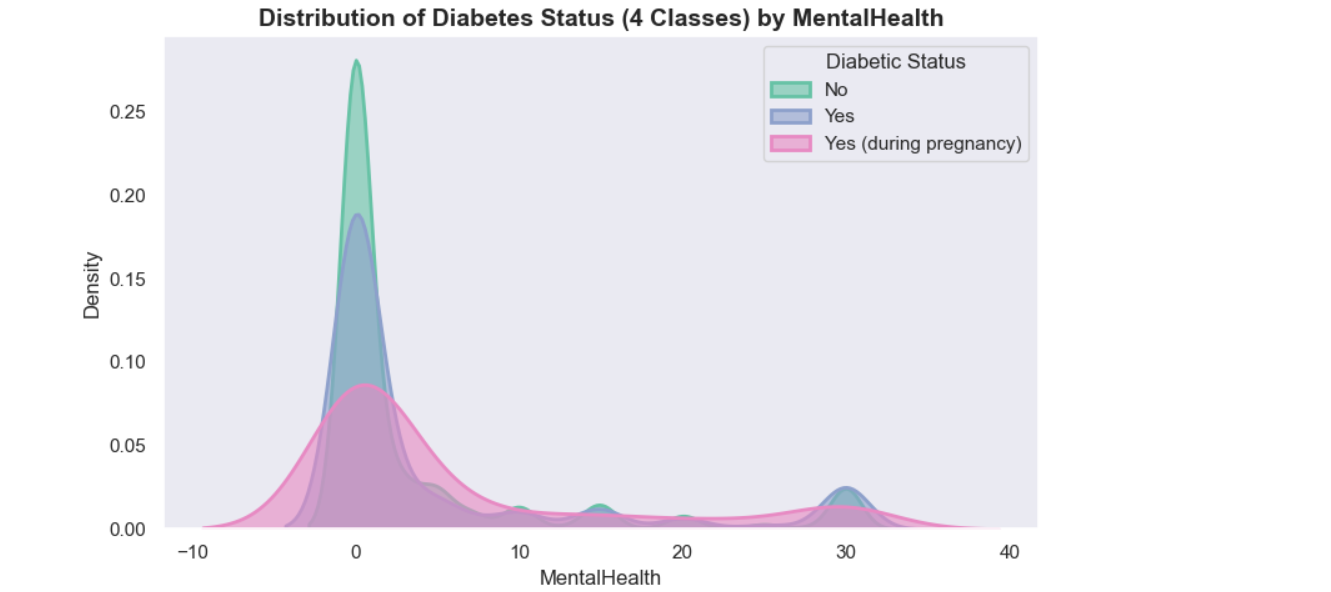 Distribution of Diabetes Status (4 Classes) by MentalHealth
Diabetic Status
No
Yes
Yes (during pregnancy)
Density
0.25
0.20
0.15
0.10
0.05
0.00
−10 0 10 20 30 40
MentalHealth